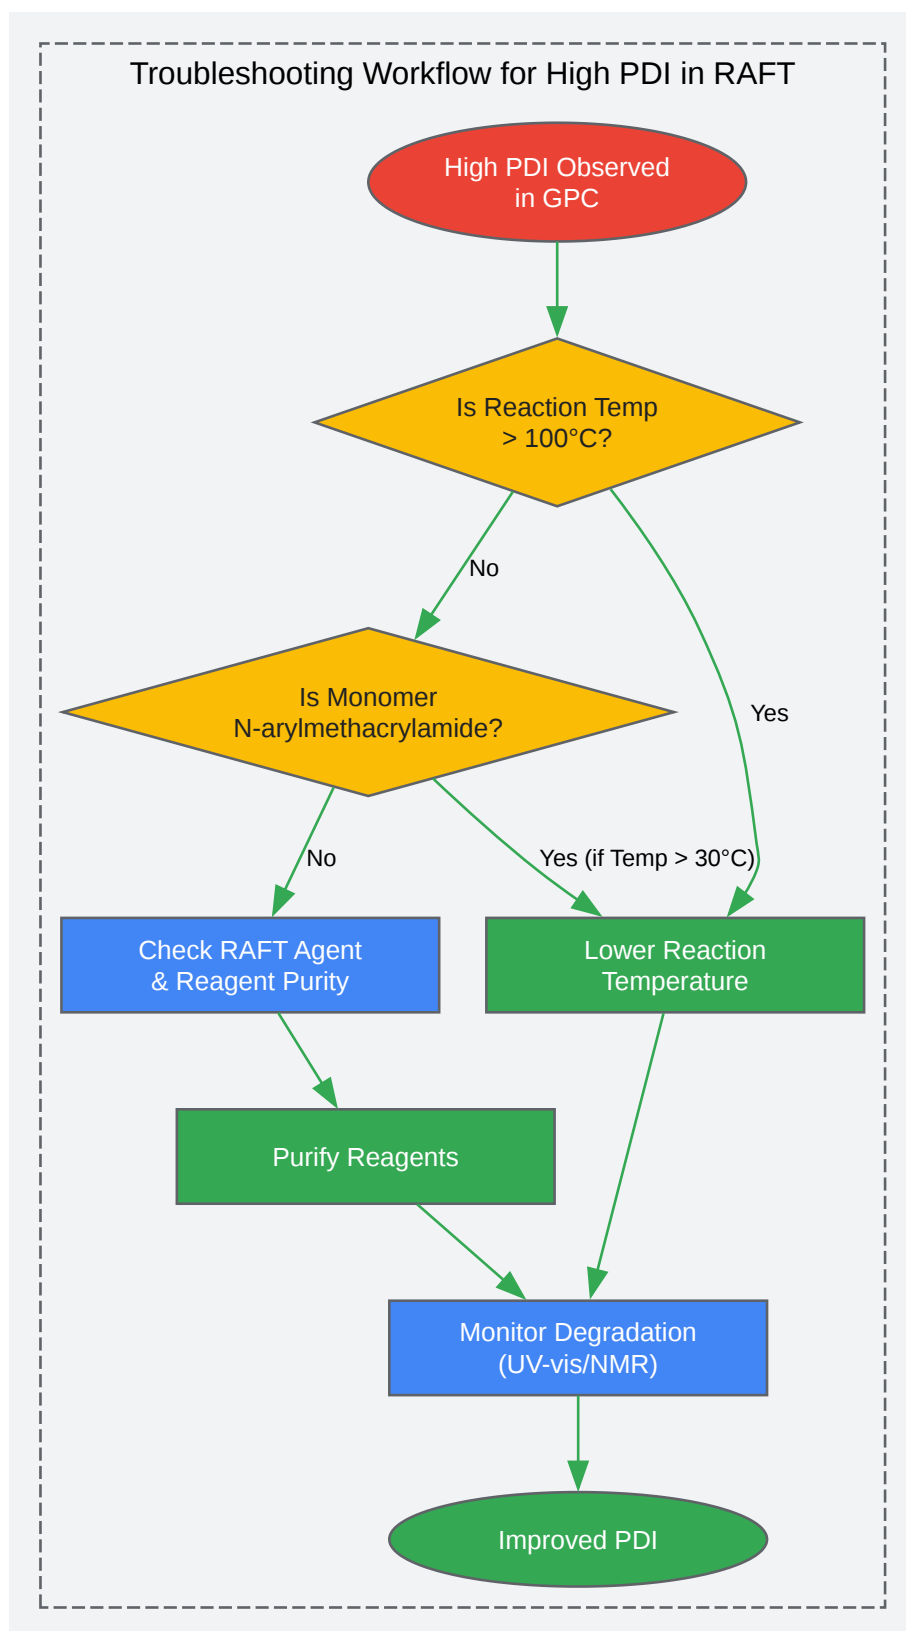 Troubleshooting Workflow for High PDI in RAFT
High PDI Observed
in GPC
Is Reaction Temp
> 100°C?
No
Is Monomer
N-arylmethacrylamide?
Yes
No
Yes (if Temp > 30°C)
Check RAFT Agent
& Reagent Purity
Lower Reaction
Temperature
Purify Reagents
Monitor Degradation
(UV-vis/NMR)
Improved PDI